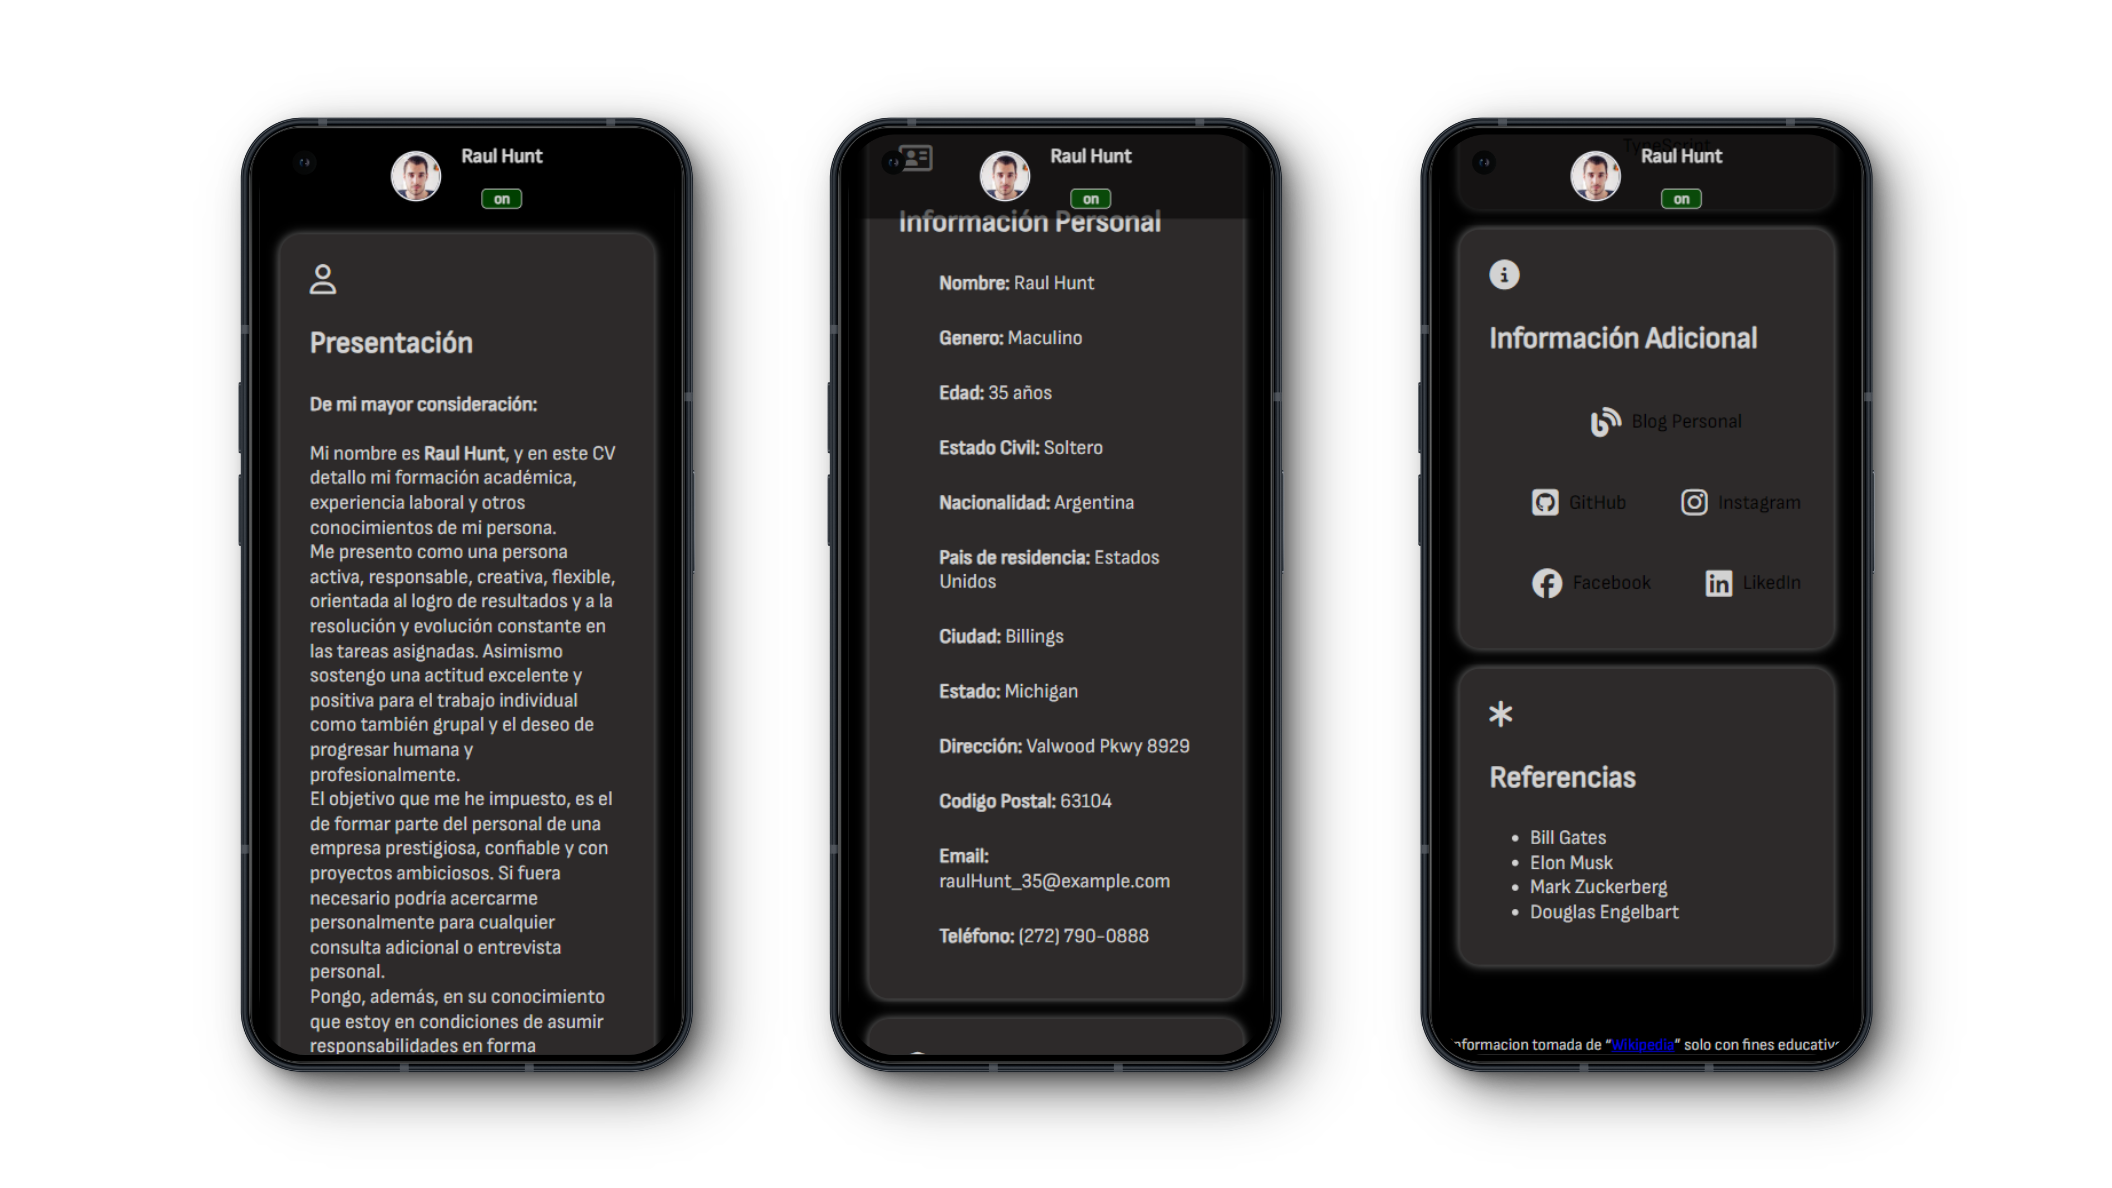 Raul Hunt
on
Presentación
De mi mayor consideración:
Mi nombre es Raul Hunt, y en este CV
detallo mi formación académica,
experiencia laboral y otros
conocimientos de mi persona.
Me presento como una persona
activa, responsable, creativa, flexible,
orientada al logro de resultados y a la
resolución y evolución constante en
las tareas asignadas. Asimismo
sostengo una actitud excelente y
positiva para el trabajo individual
como también grupal y el deseo de
progresar humana y
profesionalmente.
El objetivo que me he impuesto, es el
de formar parte del personal de una
empresa prestigiosa, confiable y con
proyectos ambiciosos. Si fuera
necesario podría acercarme
personalmente para cualquier
consulta adicional o entrevista
personal.
Pongo, además, en su conocimiento
que estoy en condiciones de asumir
responsabilidades en forma
Raul Hunt
on
Información Personal
Nombre: Raul Hunt
Genero: Maculino
Edad: 35 años
Estado Civil: Soltero
Nacionalidad: Argentina
Pais de residencia: Estados
Unidos
Ciudad: Billings
Estado: Michigan
Dirección: Valwood Pkwy 8929
Codigo Postal: 63104
Email:
raulHunt_35@example.com
Teléfono: (272) 790-0888
TypeScript
Raul Hunt
on
Información Adicional
Blog Personal
GitHub Instagram
Facebook LikedIn
Referencias
• Bill Gates
• Elon Musk
• Mark Zuckerberg
• Douglas Engelbart
nformacion tomada de “Wikipedia” solo con fines educativ